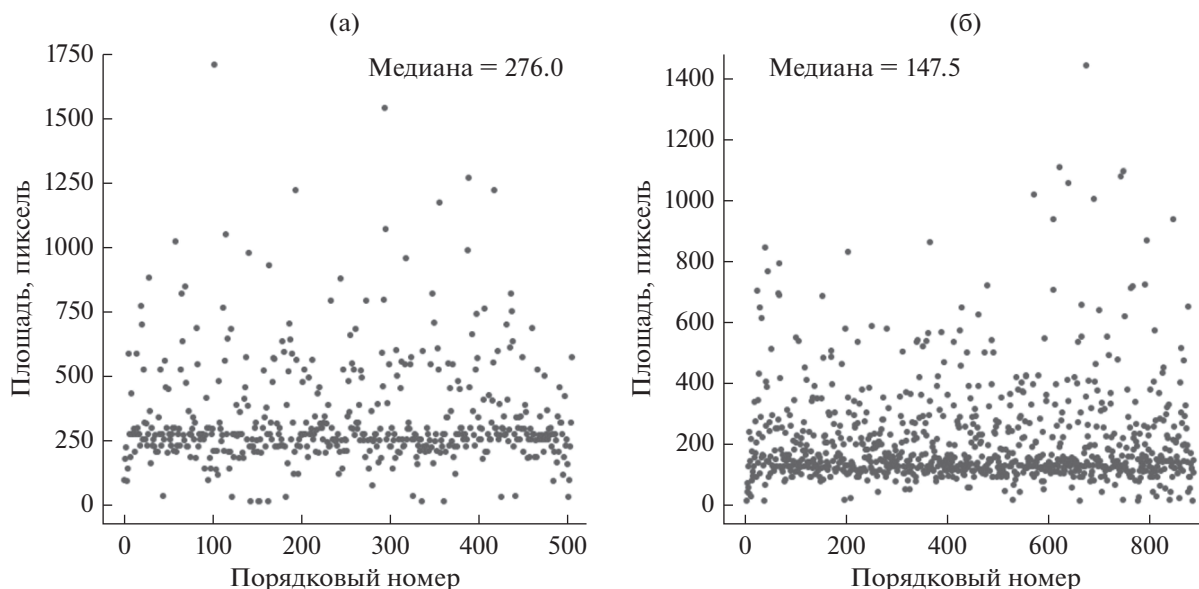 (а)
Медиана = 276.0
1750
1500
1250
1000
750
500
250
0
Площадь, пиксель
0 100 200 300 400 500
Порядковый номер
(б)
Медиана = 147.5
1400
1200
1000
800
600
400
200
0
Площадь, пиксель
0 200 400 600 800
Порядковый номер